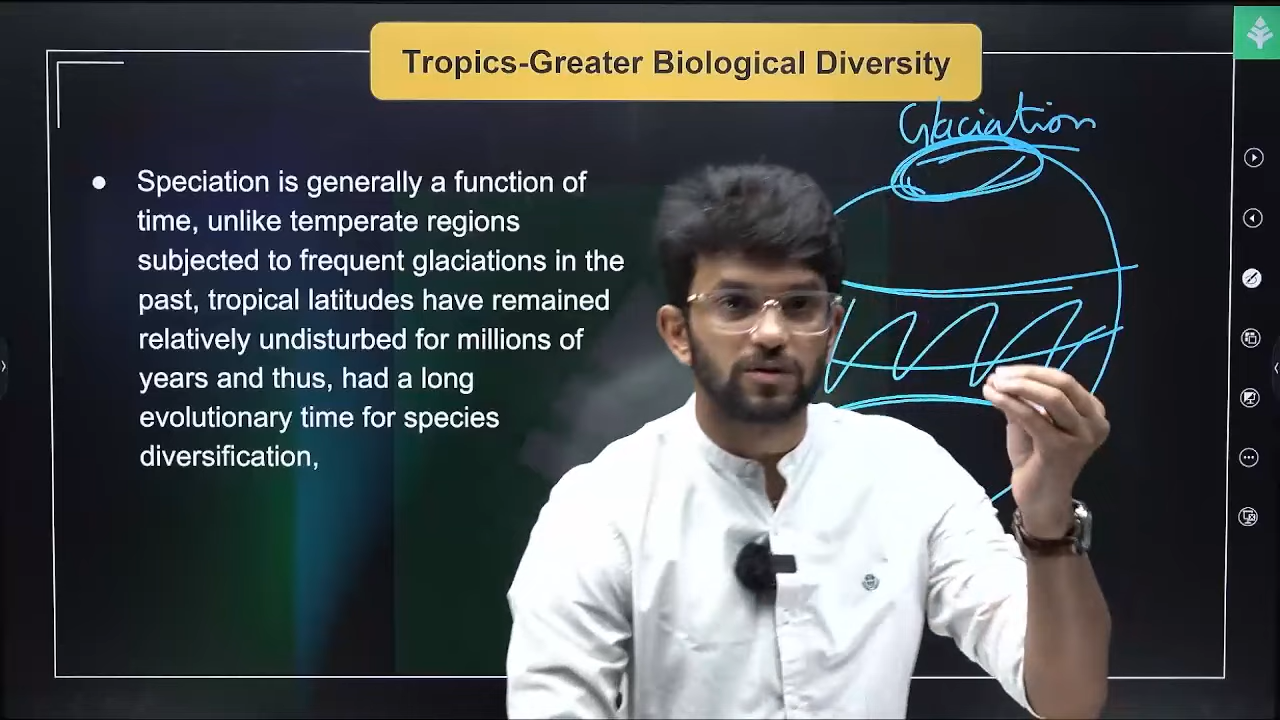 Tropics-Greater Biological Diversity
Glaciation
Speciation is generally a function of
time, unlike temperate regions
subjected to frequent glaciations in the
past, tropical latitudes have remained
relatively undisturbed for millions of
years and thus, had a long
evolutionary time for species
diversification,